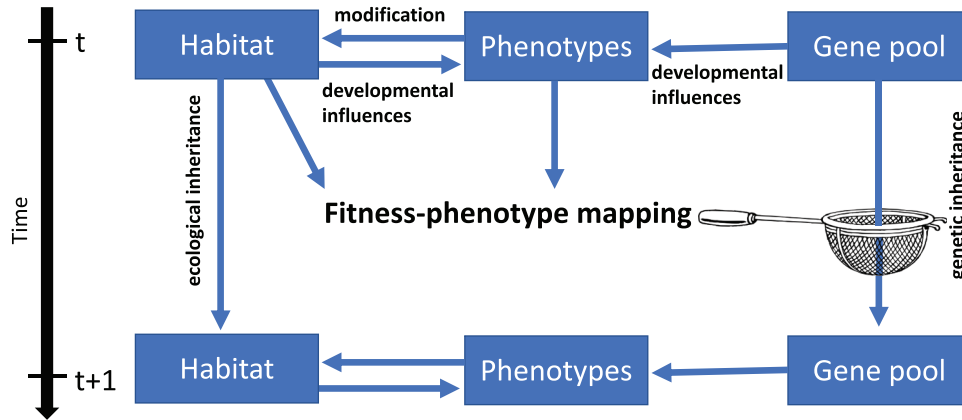 t
Habitat
modification
Phenotypes
Gene pool
developmental
influences
developmental
influences
ecological inheritance
genetic inheritance
Time
Fitness-phenotype mapping
t+1
Habitat
Phenotypes
Gene pool